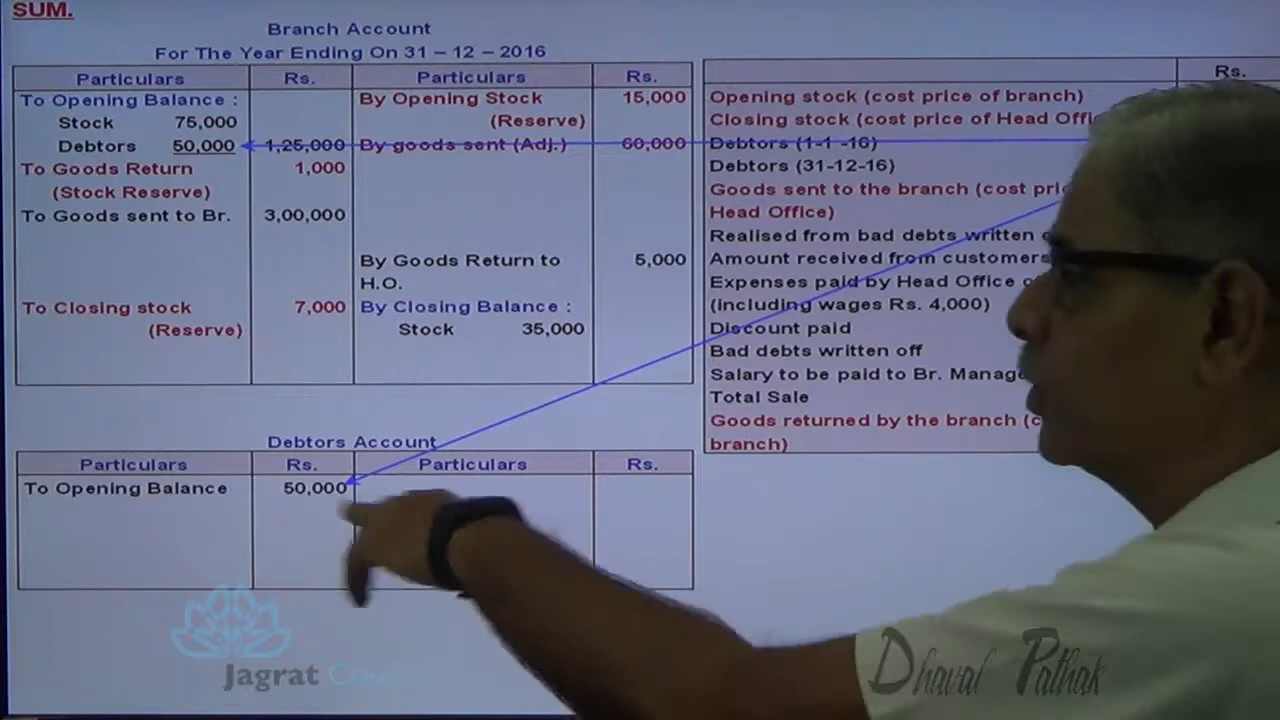 SUM.
Branch Account
For The Year Ending On 31 – 12 – 2016
Particulars Rs. Particulars Rs.
To Opening Balance : By Opening Stock 15,000
Stock 75,000 (Reserve)
Debtors 50,000 1,25,000 By goods sent (Adj.) 60,000
To Goods Return 1,000
(Stock Reserve)
To Goods sent to Br. 3,00,000
By Goods Return to 5,000
H.O.
To Closing stock 7,000 By Closing Balance :
(Reserve) Stock 35,000
Rs.
Opening stock (cost price of branch)
Closing stock (cost price of Head
Debtors (1-1 -16)
Debtors (31-12-16)
Goods sent to the branch (cost
Head Office)
Realised from bad debts written
Amount received from customers
Expenses paid by Head Office
(including wages Rs. 4,000)
Discount paid
Bad debts written off
Salary to be paid to Br.
Total Sale
Goods returned by the branch
branch)
Debtors Account
Particulars Rs. Particulars Rs.
To Opening Balance 50,000
Jagrat
Dhaval Pathak